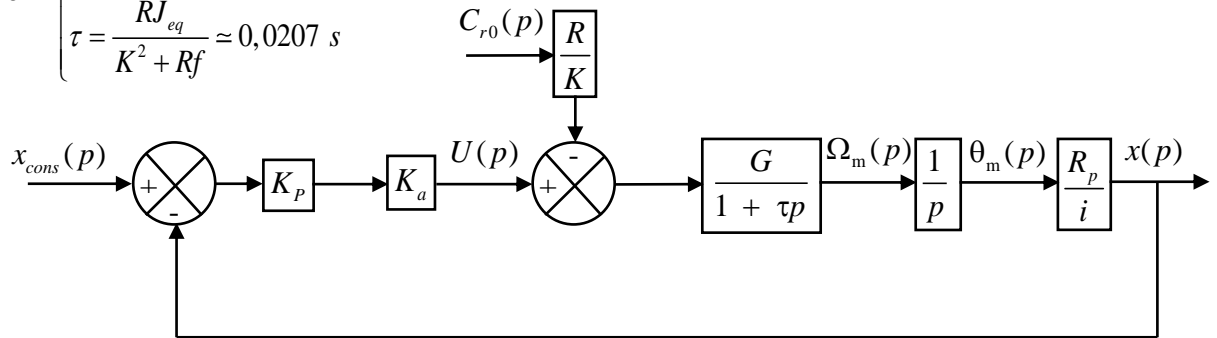 τ = RJ_eq / (K² + Rf) ≃ 0,0207 s
C_r0(p)
R / K
x_cons(p)
+
-
K_P
K_a
U(p)
-
+
G / (1 + τp)
Ω_m(p)
1 / p
θ_m(p)
R_p / i
x(p)